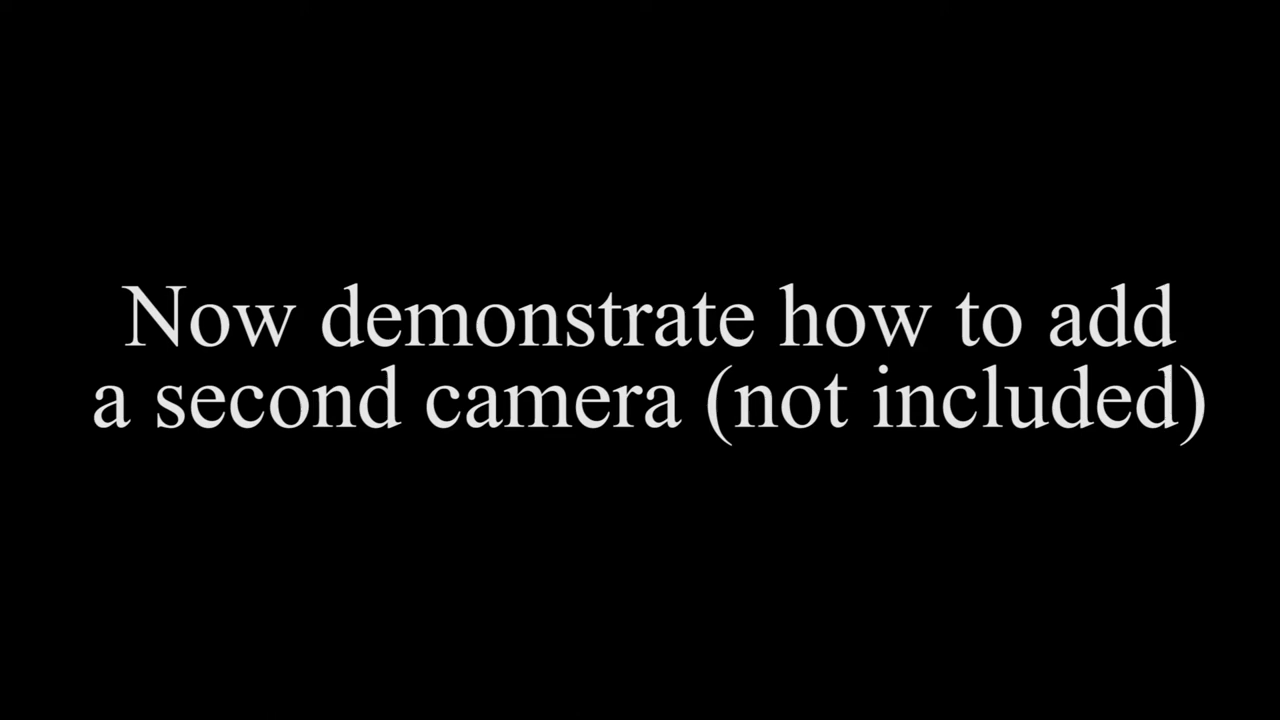 Now demonstrate how to add
a second camera (not included)